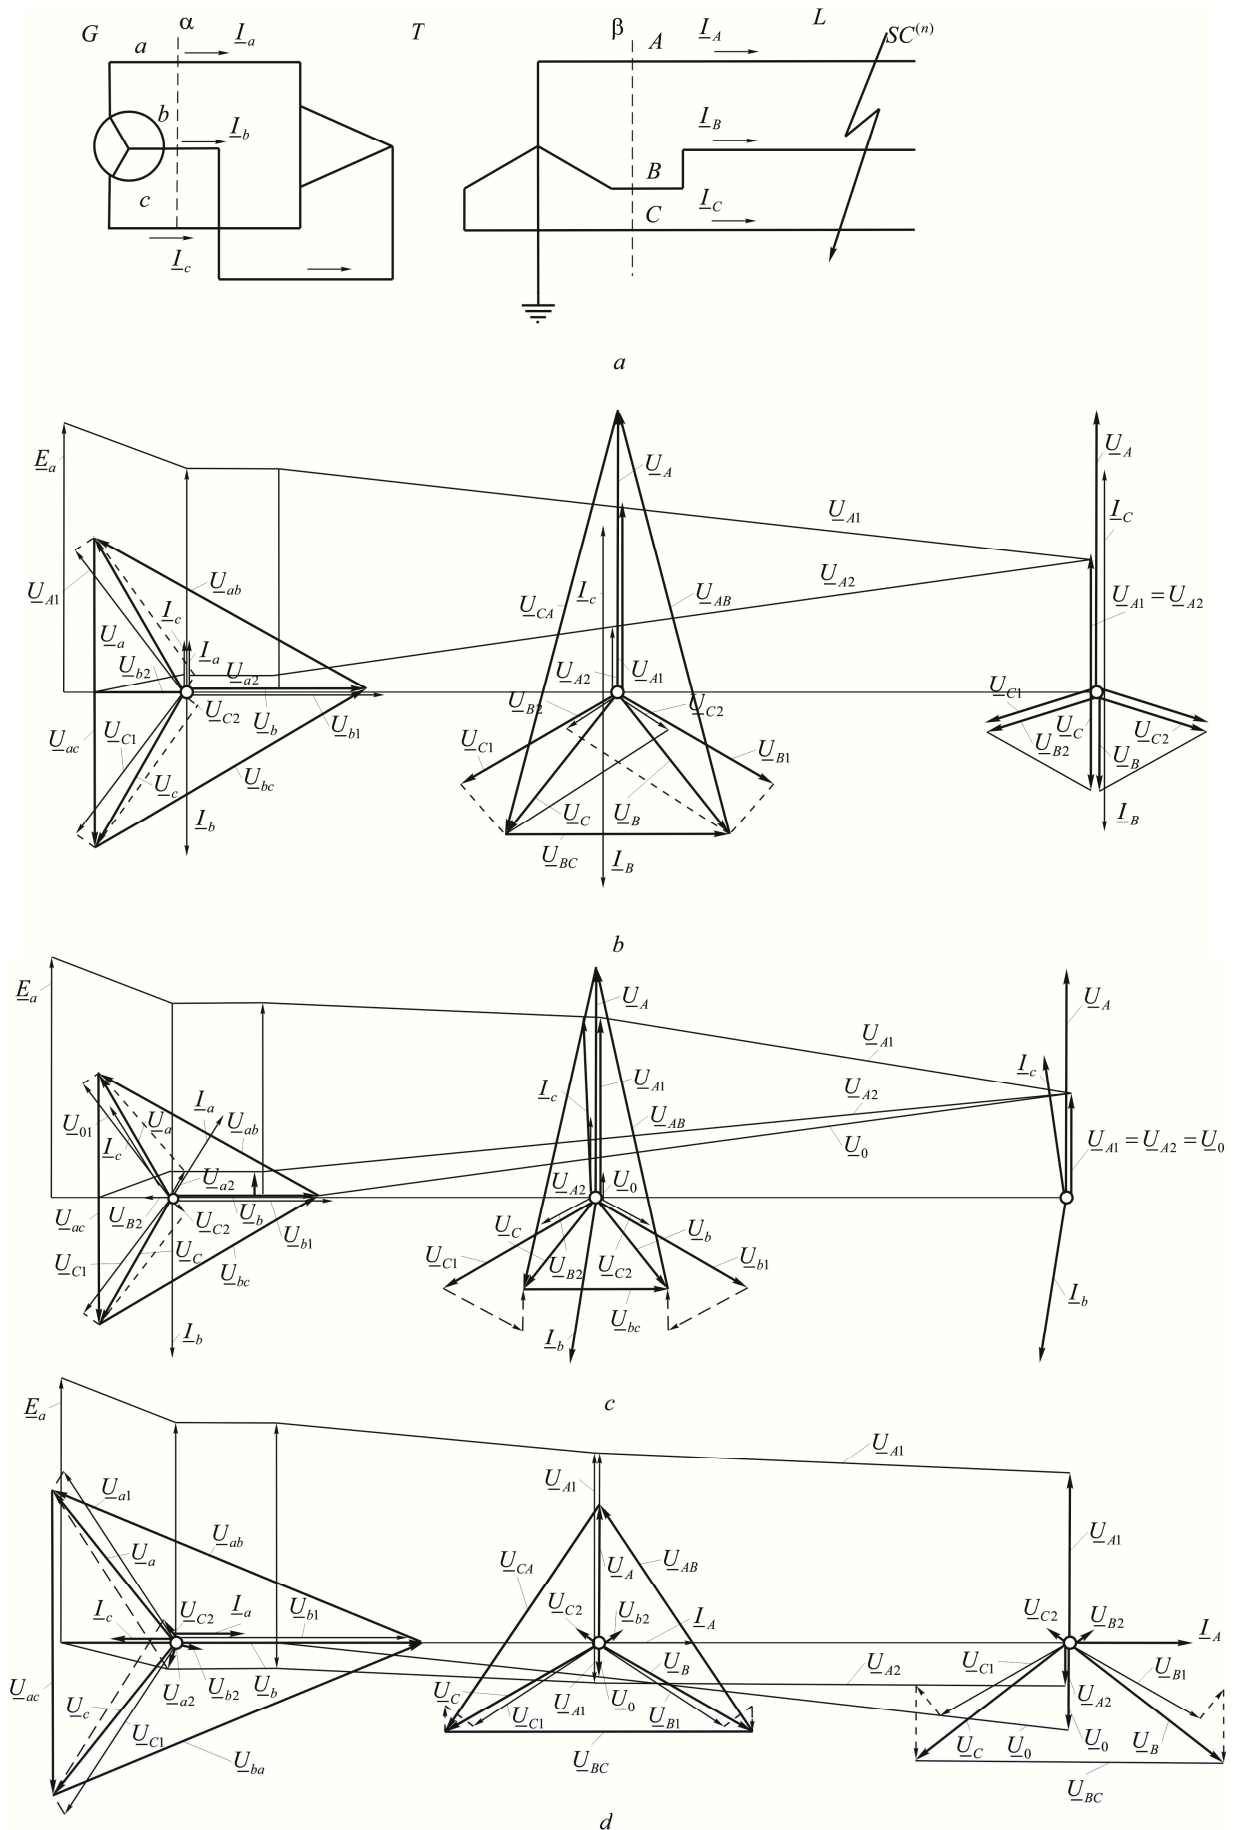 G α I_a T β A I_A L SC^(n)
a
b I_b I_B
B
c C I_C
I_c
a
E_a U_A U_A
U_A1 I_C
U_A1 U_ab U_CA I_c U_AB U_A2 U_A1 = U_A2
I_c
U_a I_a
U_b2 U_a2 U_A2 U_A1
U_C2 U_b U_b1 U_B2 U_C2 U_C1
U_ac U_C1 U_C1 U_B1 U_C U_B2 U_B U_C2
U_c U_bc U_C U_B
I_b U_BC I_B I_B
b
E_a U_A U_A
U_A1
I_c
I_a I_c U_A1 U_A2
U_01 U_a U_ab U_AB U_0 U_A1 = U_A2 = U_0
I_c
U_a2 U_A2 U_0
U_ac U_B2 U_C2 U_b U_b1 U_C U_b
U_C1 U_C U_bc U_C1 U_B2 U_C2 U_b1
U_bc I_b
I_b I_b
c
E_a
U_A1
U_a1 U_A1
U_ab U_A1
U_a U_CA U_A U_AB
I_c U_C2 I_a U_b1 U_C2 U_b2 I_A U_C2 U_B2 I_A
U_ac U_a2 U_b2 U_b U_B U_A2 U_C1 U_B1
U_c U_C U_A1 U_0 U_A2
U_C1 U_C1 U_B1 U_C U_0 U_0 U_B
U_ba U_BC U_BC
d